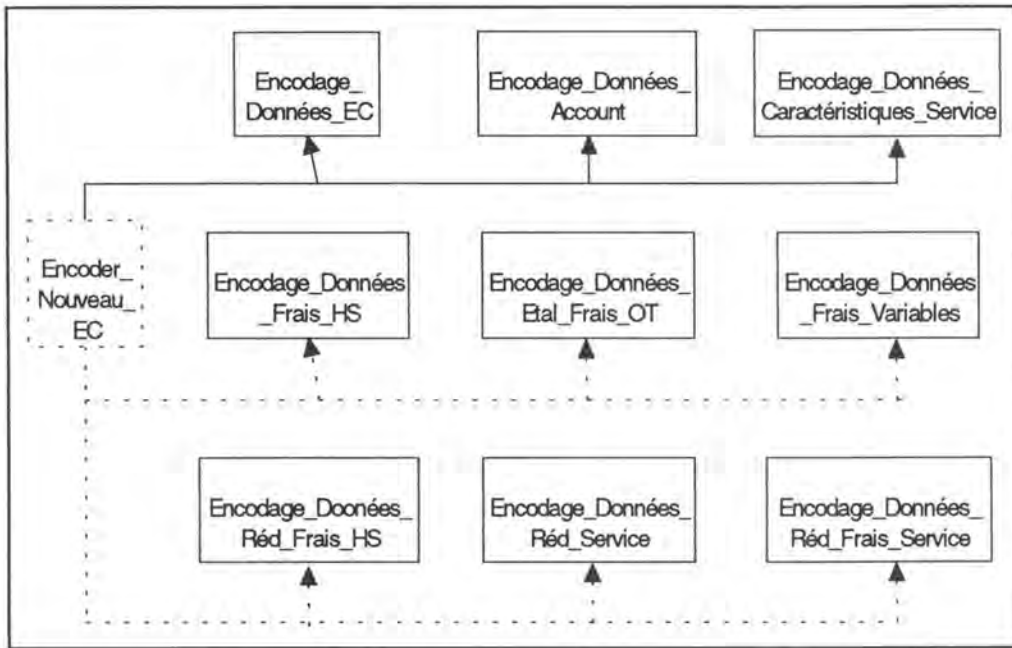 Encodage_
Données_EC
Encodage_Données_
Account
Encodage_Données_
Caractéristiques_Service
Encoder_
Nouveau_
EC
Encodage_Données
_Frais_HS
Encodage_Données_
Etal_Frais_OT
Encodage_Données
_Frais_Variables
Encodage_Doonées_
Réd_Frais_HS
Encodage_Données_
Réd_Service
Encodage_Données_
Réd_Frais_Service